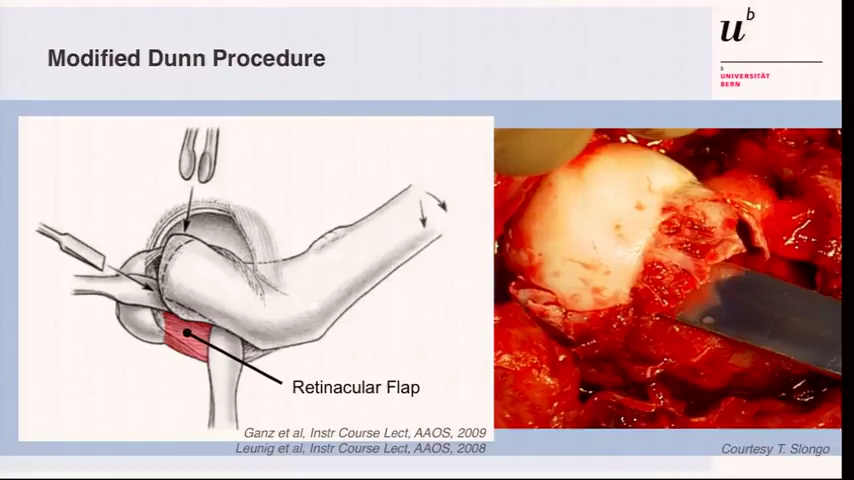 Modified Dunn Procedure
u b
b
UNIVERSITÄT
BERN
Retinacular Flap
Ganz et al, Instr Course Lect, AAOS, 2009
Leunig et al, Instr Course Lect, AAOS, 2008
Courtesy T. Slongo